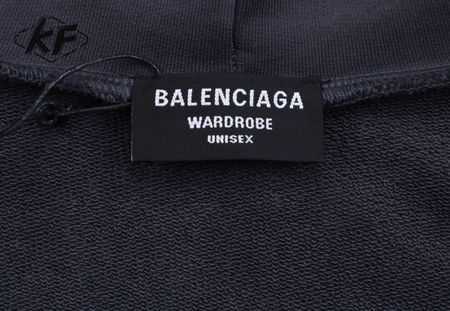 KF
BALENCIAGA
WARDROBE
UNISEX